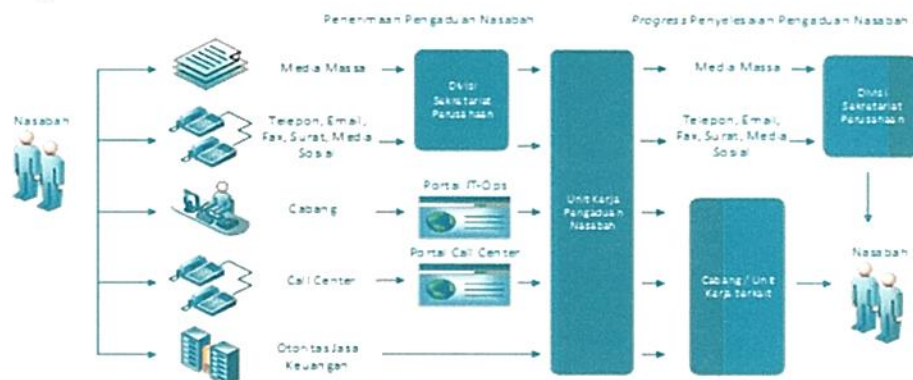 Penerimaan Pengaduan Nasabah
Progress Penyelesaian Pengaduan Nasabah
Nasabah
Media Massa
Telepon, Email,
Fax, Surat, Media
Sosial
Cabang
Call Center
Otoritas Jasa
Keuangan
Divisi
Sekretariat
Perusahaan
Portal IT-Ops
Portal Call Center
Unit Kerja
Pengaduan
Nasabah
Media Massa
Telepon, Email,
Fax, Surat, Media
Sosial
Divisi
Sekretariat
Perusahaan
Cabang / Unit
Kerja terkait
Nasabah